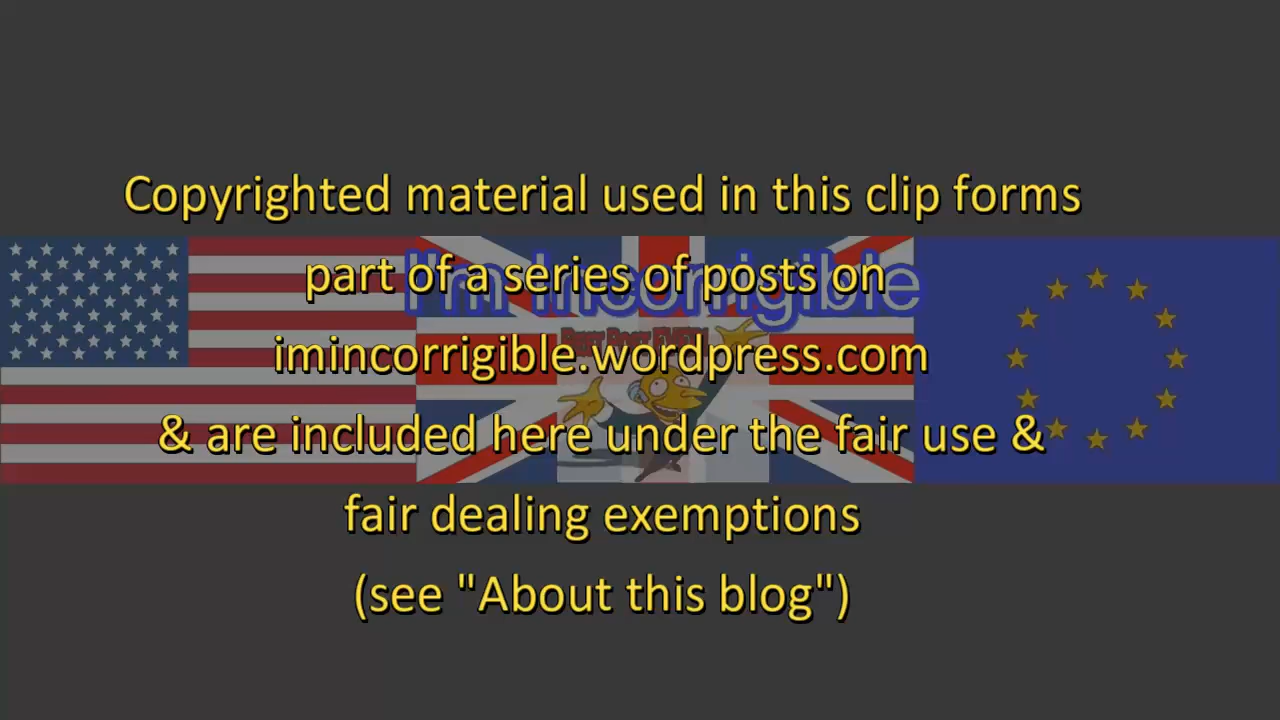 Copyrighted material used in this clip forms
part of a series of posts on
I'm Incorrigible
imincorrigible.wordpress.com
& are included here under the fair use &
fair dealing exemptions
(see "About this blog")